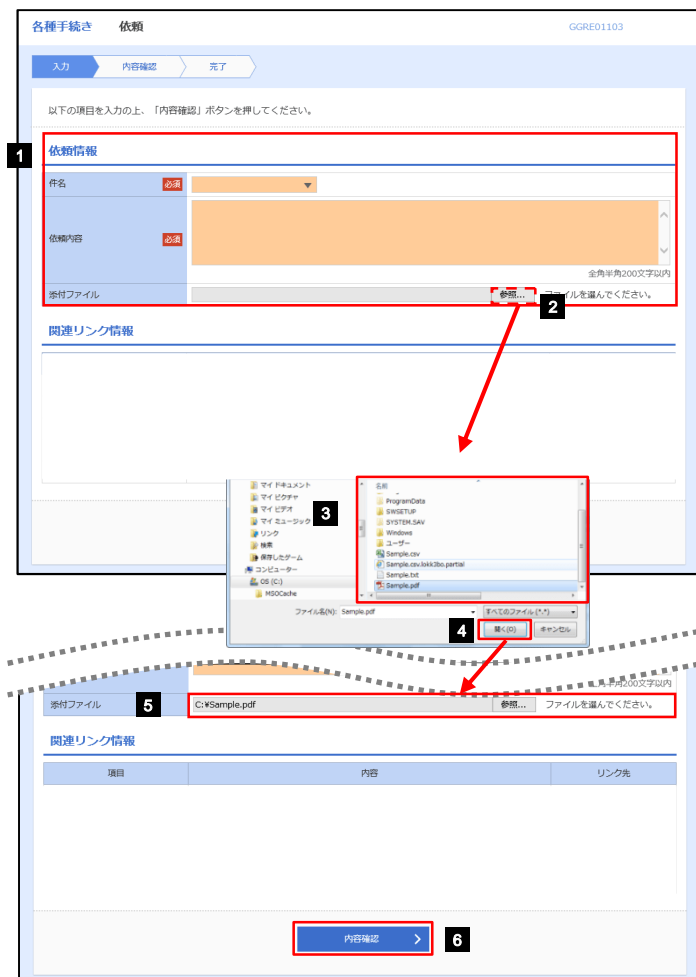 各種手続き 依頼 GGRE01103
入力 内容確認 完了
以下の項目を入力の上、「内容確認」ボタンを押してください。
1
依頼情報
件名 必須
依頼内容 必須
全角半角200文字以内
添付ファイル 参照... ファイルを選んでください。
2
関連リンク情報
マイ ドキュメント
マイ ピクチャ
マイ ビデオ
マイ ミュージック
リンク
検索
保存したゲーム
コンピューター
OS (C:)
MSOCache
3
名前
ProgramData
SWSETUP
SYSTEM.SAV
Windows
ユーザー
Sample.csv
Sample.csv.lokk2bo.partial
Sample.txt
Sample.pdf
ファイル名(N): Sample.pdf すべてのファイル (*.*)
4 開く(O) キャンセル
全角半角200文字以内
添付ファイル 5 C:¥Sample.pdf 参照... ファイルを選んでください。
関連リンク情報
項目 内容 リンク先
内容確認 6